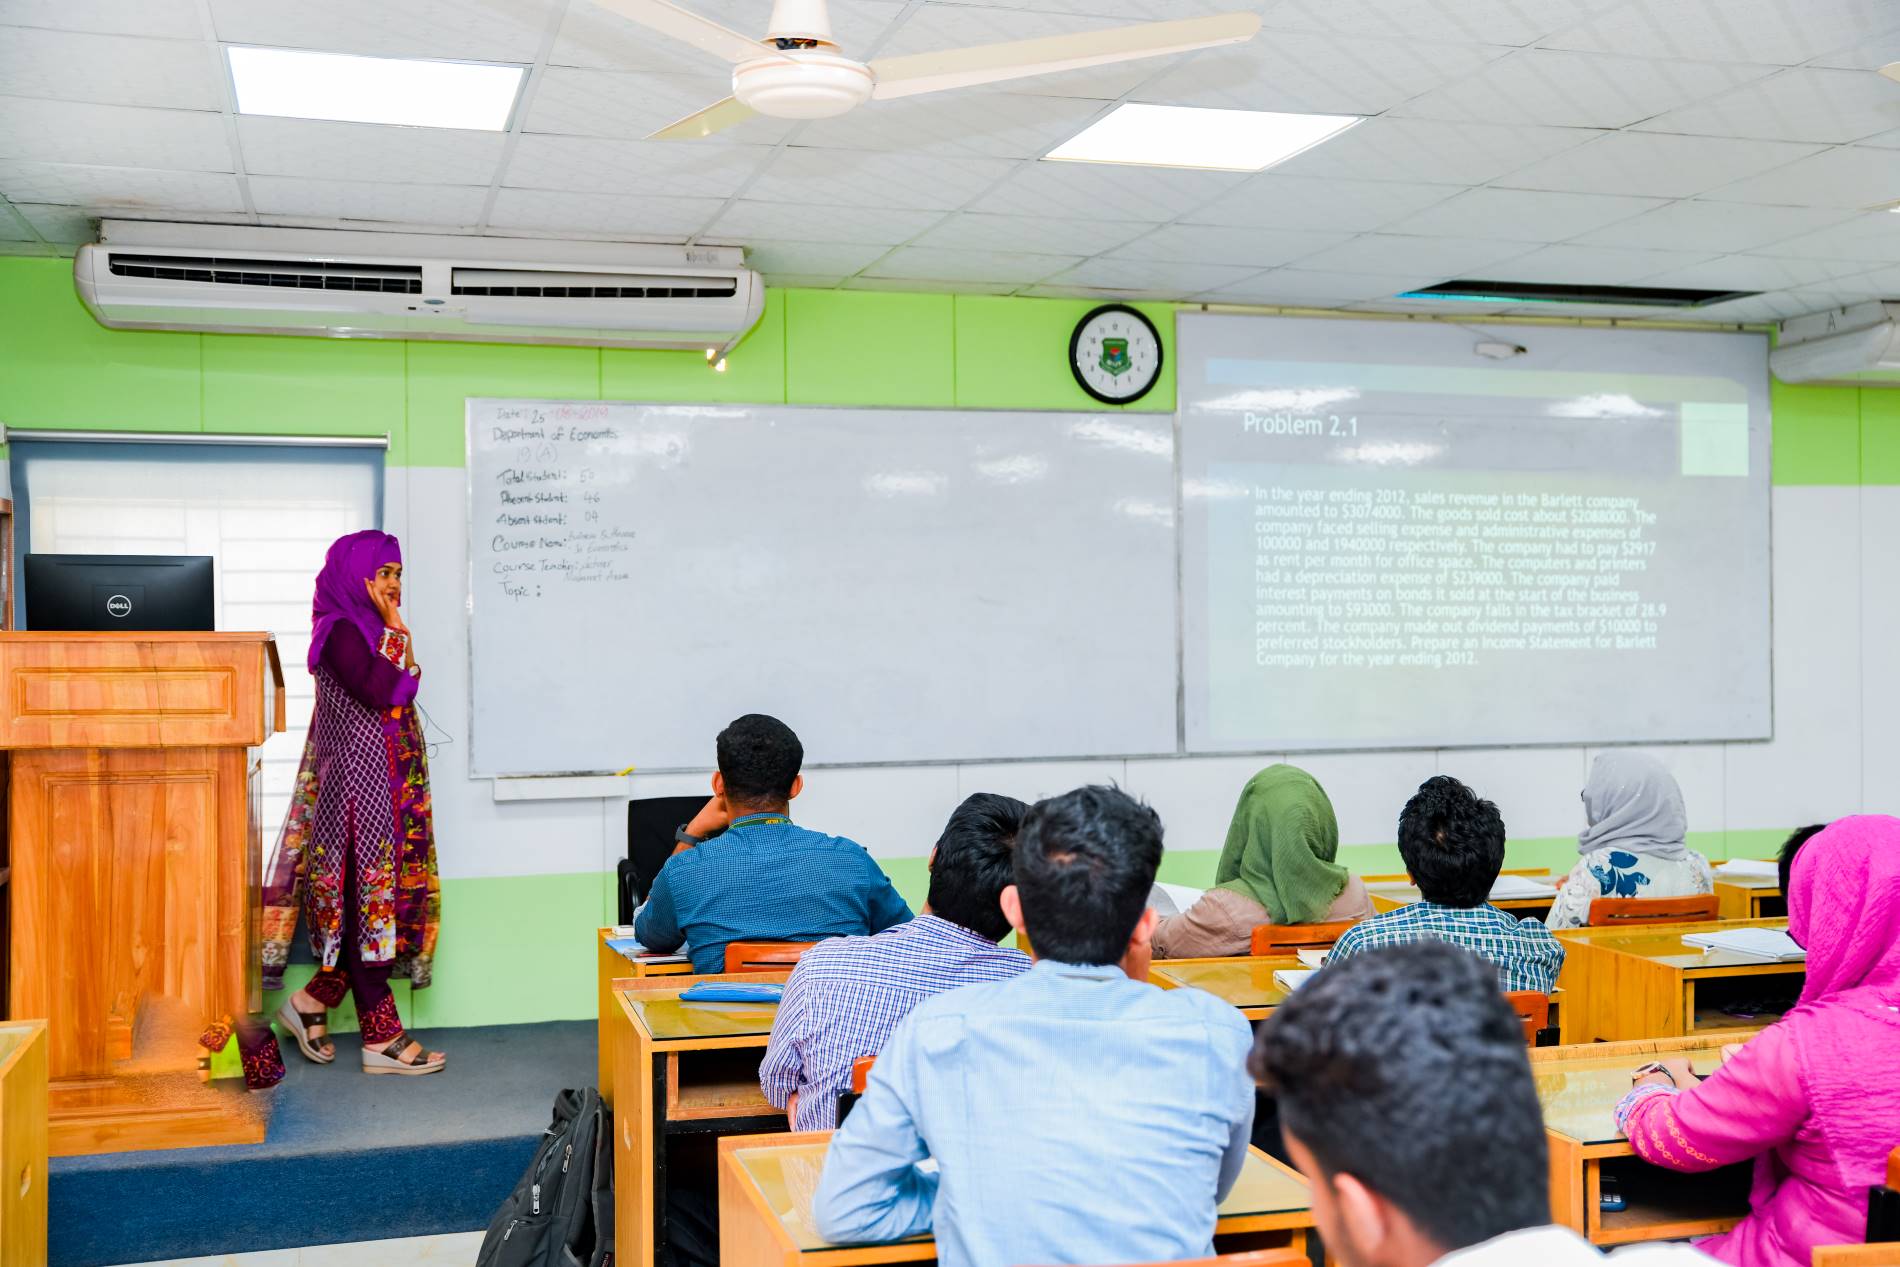 Date: 25-08-2019
Department of Economics
19 (A)
Total Student: 50
Present Student: 46
Absent Student: 04
Course Name:
In Economics
Course Teacher:
Topic :
DELL
Problem 2.1
In the year ending 2012, sales revenue in the Barlett company
amounted to $3074000. The goods sold cost about $2088000. The
company faced selling expense and administrative expenses of
100000 and 1940000 respectively. The company had to pay $2917
as rent per month for office space. The computers and printers
had a depreciation expense of $239000. The company paid
interest payments on bonds it sold at the start of the business
amounting to $93000. The company falls in the tax bracket of 28.9
percent. The company made out dividend payments of $10000 to
preferred stockholders. Prepare an Income Statement for Barlett
Company for the year ending 2012.
A